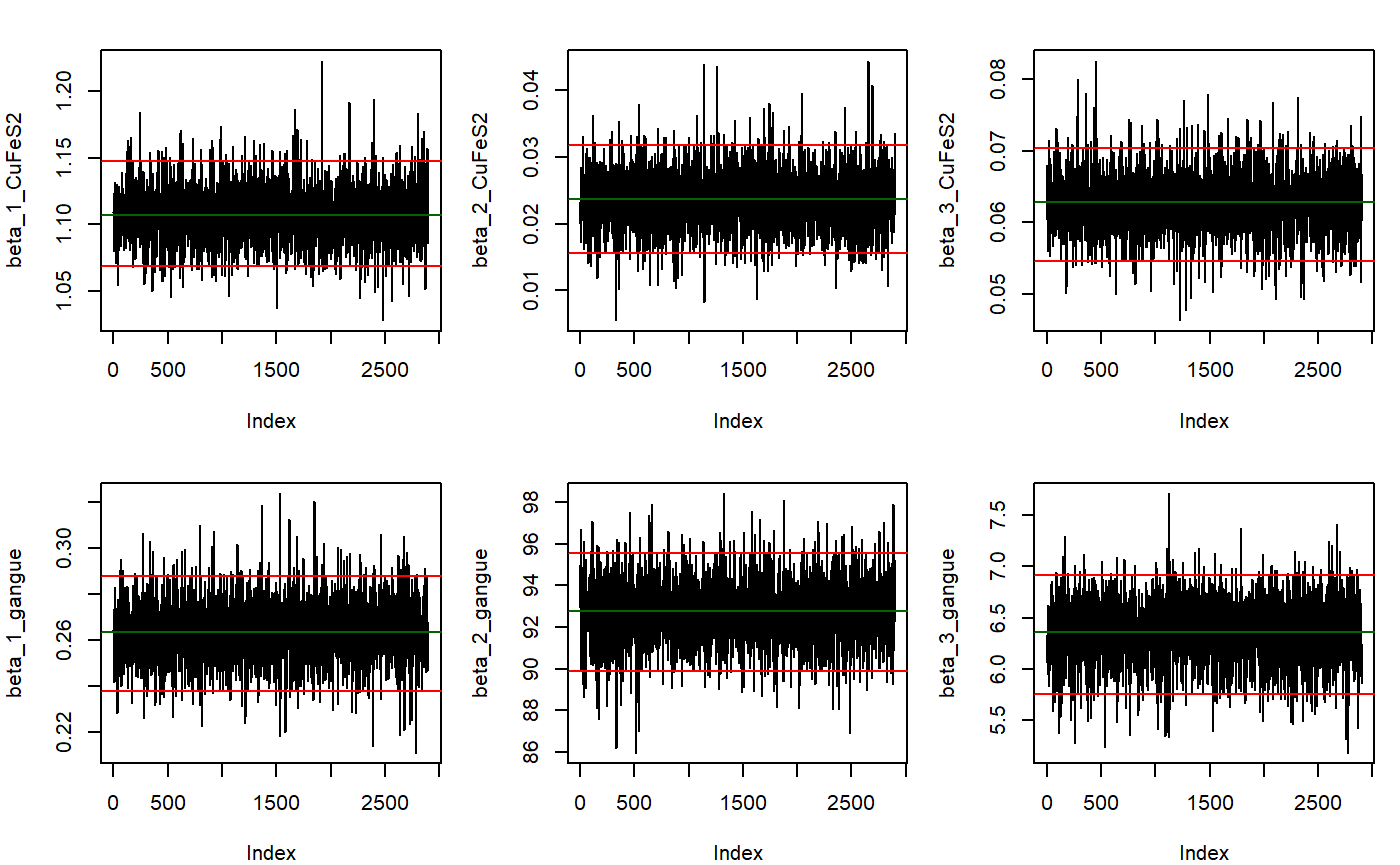 beta_1_CuFeS2
1.05 1.10 1.15 1.20
0 500 1500 2500
Index
beta_2_CuFeS2
0.01 0.02 0.03 0.04
0 500 1500 2500
Index
beta_3_CuFeS2
0.05 0.06 0.07 0.08
0 500 1500 2500
Index
beta_1_gangue
0.22 0.26 0.30
0 500 1500 2500
Index
beta_2_gangue
86 88 90 92 94 96 98
0 500 1500 2500
Index
beta_3_gangue
5.5 6.0 6.5 7.0 7.5
0 500 1500 2500
Index